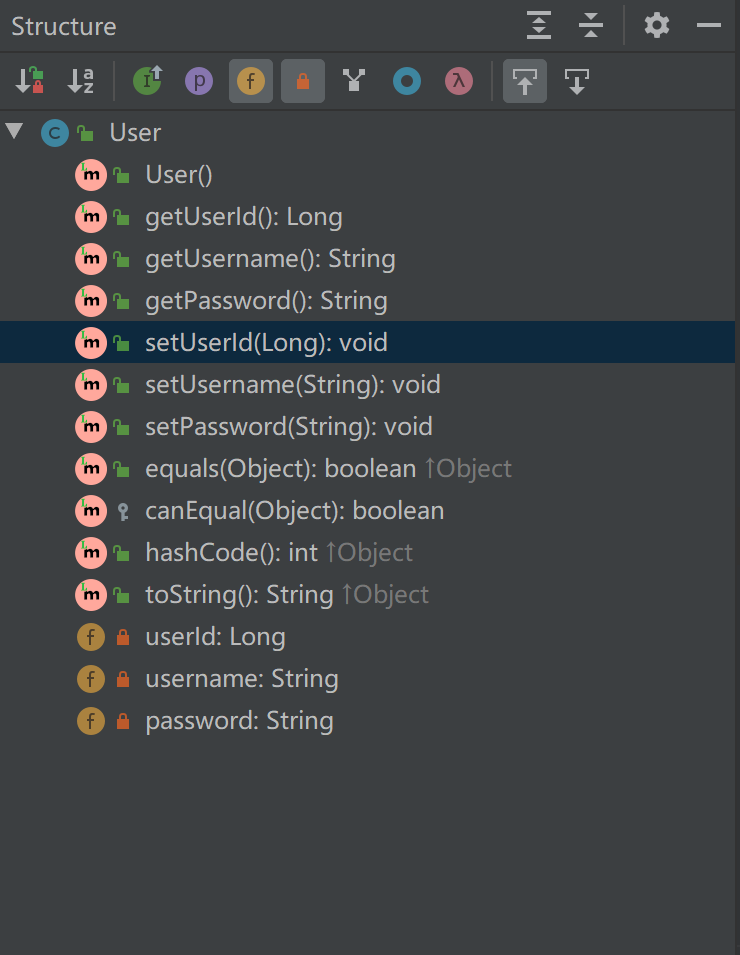 Structure
User
User()
getUserId(): Long
getUsername(): String
getPassword(): String
setUserId(Long): void
setUsername(String): void
setPassword(String): void
equals(Object): boolean ↑Object
canEqual(Object): boolean
hashCode(): int ↑Object
toString(): String ↑Object
userId: Long
username: String
password: String